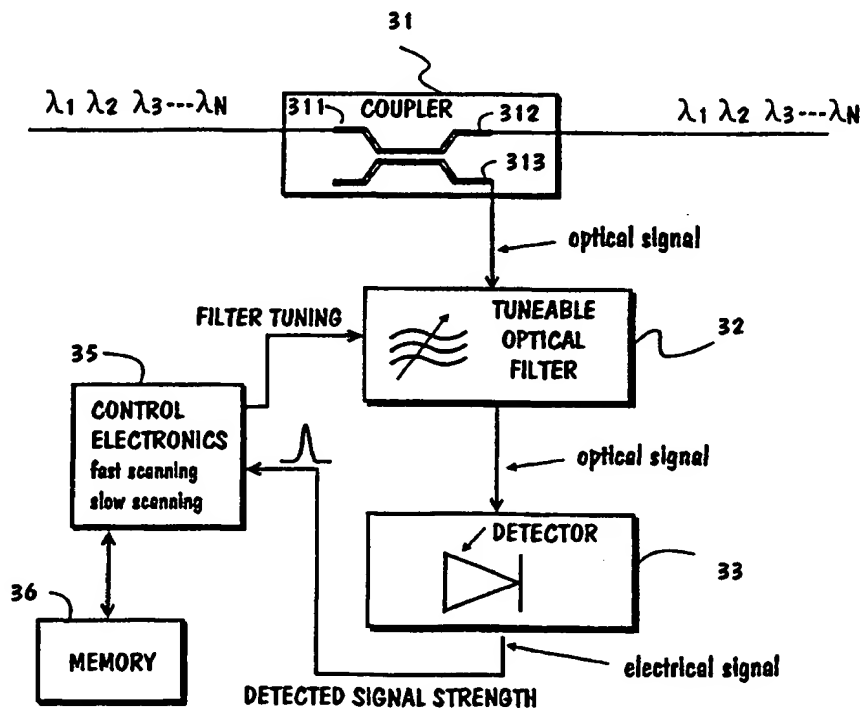 31
λ1 λ2 λ3---λN
311
COUPLER
312
λ1 λ2 λ3---λN
313
optical signal
FILTER TUNING
TUNEABLE
OPTICAL
FILTER
32
35
CONTROL
ELECTRONICS
fast scanning
slow scanning
optical signal
DETECTOR
33
36
MEMORY
electrical signal
DETECTED SIGNAL STRENGTH